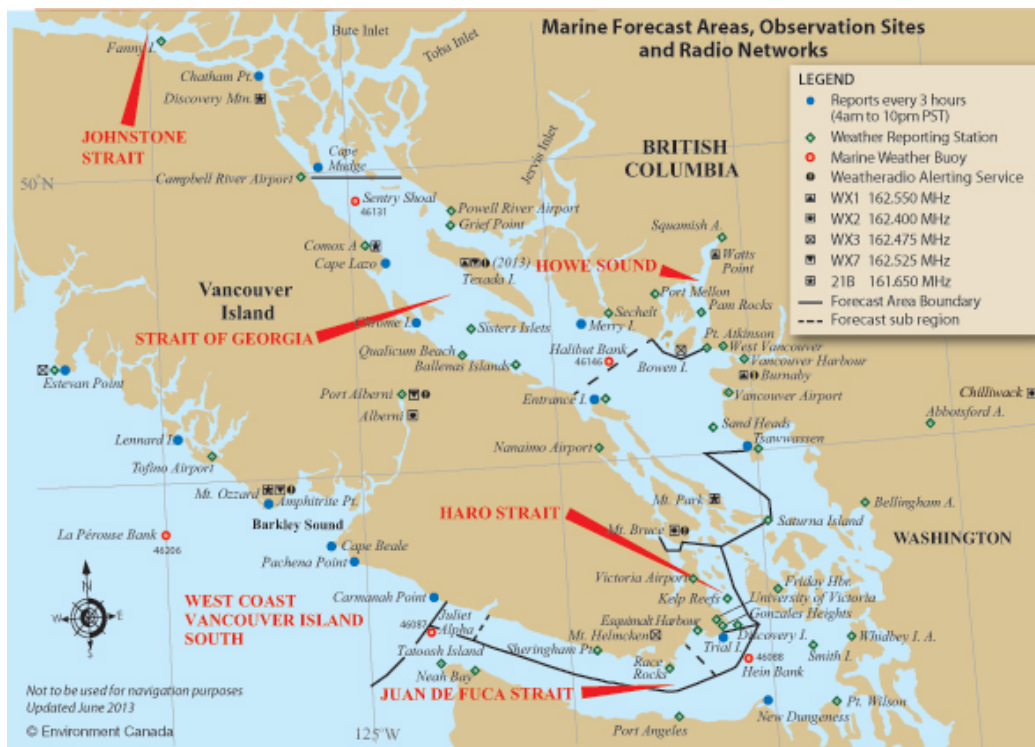 Marine Forecast Areas, Observation Sites
and Radio Networks
LEGEND
Reports every 3 hours
(4am to 10pm PST)
Weather Reporting Station
Marine Weather Buoy
Weatheradio Alerting Service
WX1 162.550 MHz
WX2 162.400 MHz
WX3 162.475 MHz
WX7 162.525 MHz
21B 161.650 MHz
Forecast Area Boundary
Forecast sub region
Bute Inlet
Toba Inlet
Fanny I.
Chatham Pt.
Discovery Mtn.
JOHNSTONE
STRAIT
Cape
Mudge
Jervis Inlet
BRITISH
COLUMBIA
50°N
Campbell River Airport
Sentry Shoal
46131
Powell River Airport
Grief Point
Squamish A.
Comox A
Cape Lazo
(2013)
Texada I.
HOWE SOUND
Watts
Point
Vancouver
Island
Port Mellon
Pam Rocks
STRAIT OF GEORGIA
Chrome I.
Sisters Islets
Sechelt
Merry I.
Pt. Atkinson
West Vancouver
Qualicum Beach
Ballenas Islands
Halibut Bank
46146
Bowen I.
Vancouver Harbour
Burnaby
Estevan Point
Port Alberni
Entrance I.
Vancouver Airport
Chilliwack
Alberni
Abbotsford A.
Sand Heads
Lennard I.
Tofino Airport
Nanaimo Airport
Tsawwassen
Mt. Ozzard
Amphitrite Pt.
Mt. Park
Bellingham A.
Barkley Sound
HARO STRAIT
Saturna Island
La Pérouse Bank
46206
Mt. Bruce
WASHINGTON
Cape Beale
Pachena Point
N
W
E
S
Victoria Airport
Friday Hbr.
WEST COAST
VANCOUVER ISLAND
SOUTH
Carmanah Point
Kelp Reefs
University of Victoria
Gonzales Heights
Juliet
Alpha
46087
Esquimalt Harbour
Discovery I.
Trial I.
Whidbey I. A.
Tatoosh Island
Mt. Helmcken
Sheringham Pt.
Smith I.
46088
Hein Bank
Neah Bay
Race
Rocks
JUAN DE FUCA STRAIT
Pt. Wilson
New Dungeness
Port Angeles
Not to be used for navigation purposes
Updated June 2013
© Environment Canada
125°W